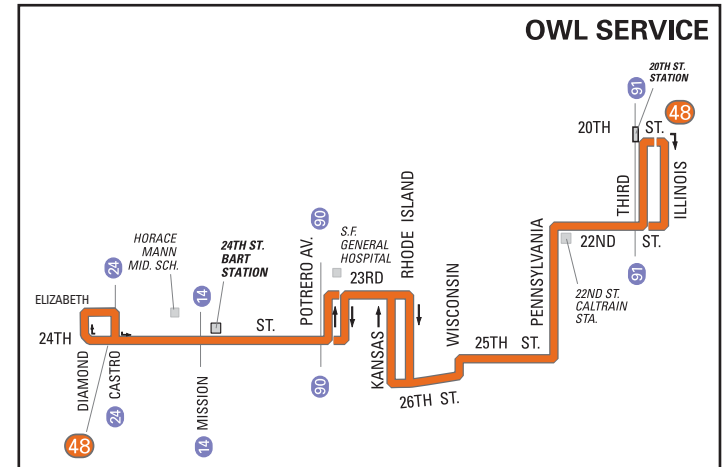 OWL SERVICE
20TH ST.
STATION
91
48
20TH ST.
THIRD
ILLINOIS
22ND ST.
91
PENNSYLVANIA
22ND ST.
CALTRAIN
STA.
RHODE ISLAND
WISCONSIN
25TH ST.
26TH ST.
KANSAS
90
S.F.
GENERAL
HOSPITAL
23RD
POTRERO AV.
90
24TH ST.
BART
STATION
HORACE
MANN
MID. SCH.
14
24
ELIZABETH
24TH ST.
DIAMOND
CASTRO
24
MISSION
14
48